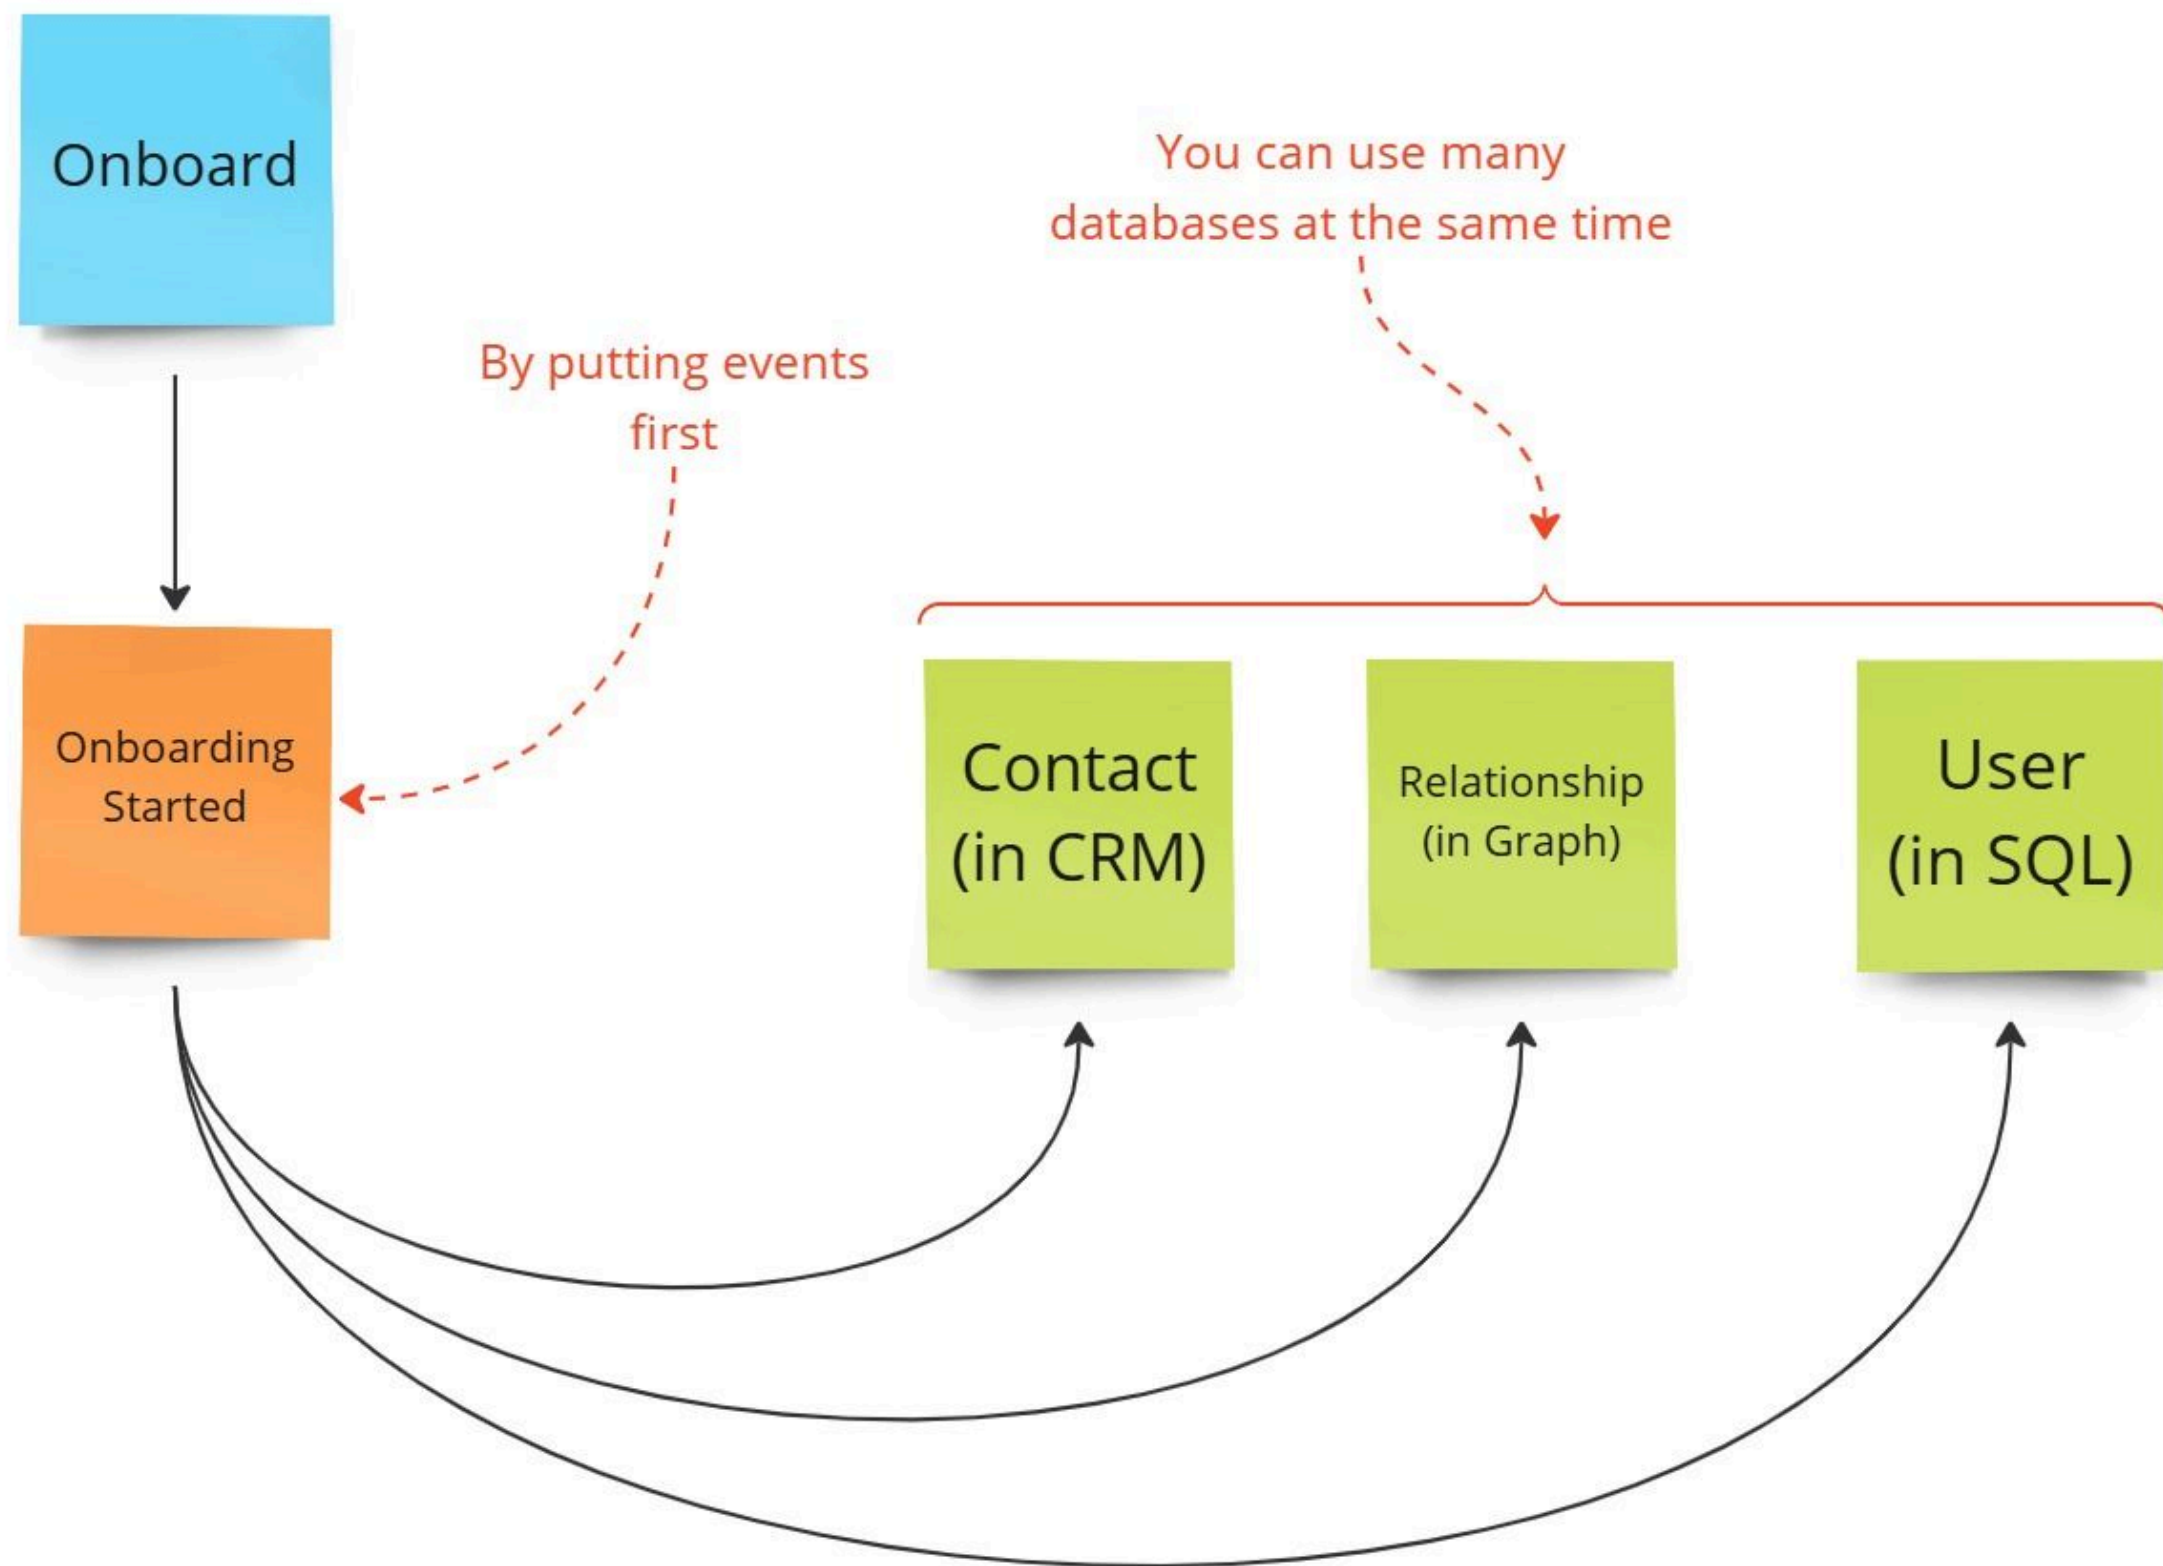 Onboard
You can use many
databases at the same time
By putting events
first
Onboarding
Started
Contact
(in CRM)
Relationship
(in Graph)
User
(in SQL)